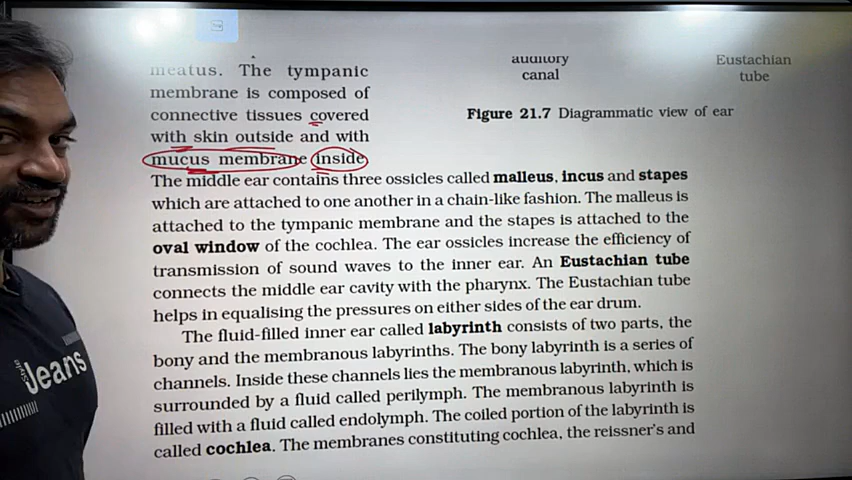 meatus. The tympanic
membrane is composed of
connective tissues covered
with skin outside and with
mucus membrane inside.
auditory
canal
Eustachian
tube
Figure 21.7 Diagrammatic view of ear
The middle ear contains three ossicles called malleus, incus and stapes
which are attached to one another in a chain-like fashion. The malleus is
attached to the tympanic membrane and the stapes is attached to the
oval window of the cochlea. The ear ossicles increase the efficiency of
transmission of sound waves to the inner ear. An Eustachian tube
connects the middle ear cavity with the pharynx. The Eustachian tube
helps in equalising the pressures on either sides of the ear drum.
The fluid-filled inner ear called labyrinth consists of two parts, the
bony and the membranous labyrinths. The bony labyrinth is a series of
channels. Inside these channels lies the membranous labyrinth, which is
surrounded by a fluid called perilymph. The membranous labyrinth is
filled with a fluid called endolymph. The coiled portion of the labyrinth is
called cochlea. The membranes constituting cochlea, the reissner's and
Jeans